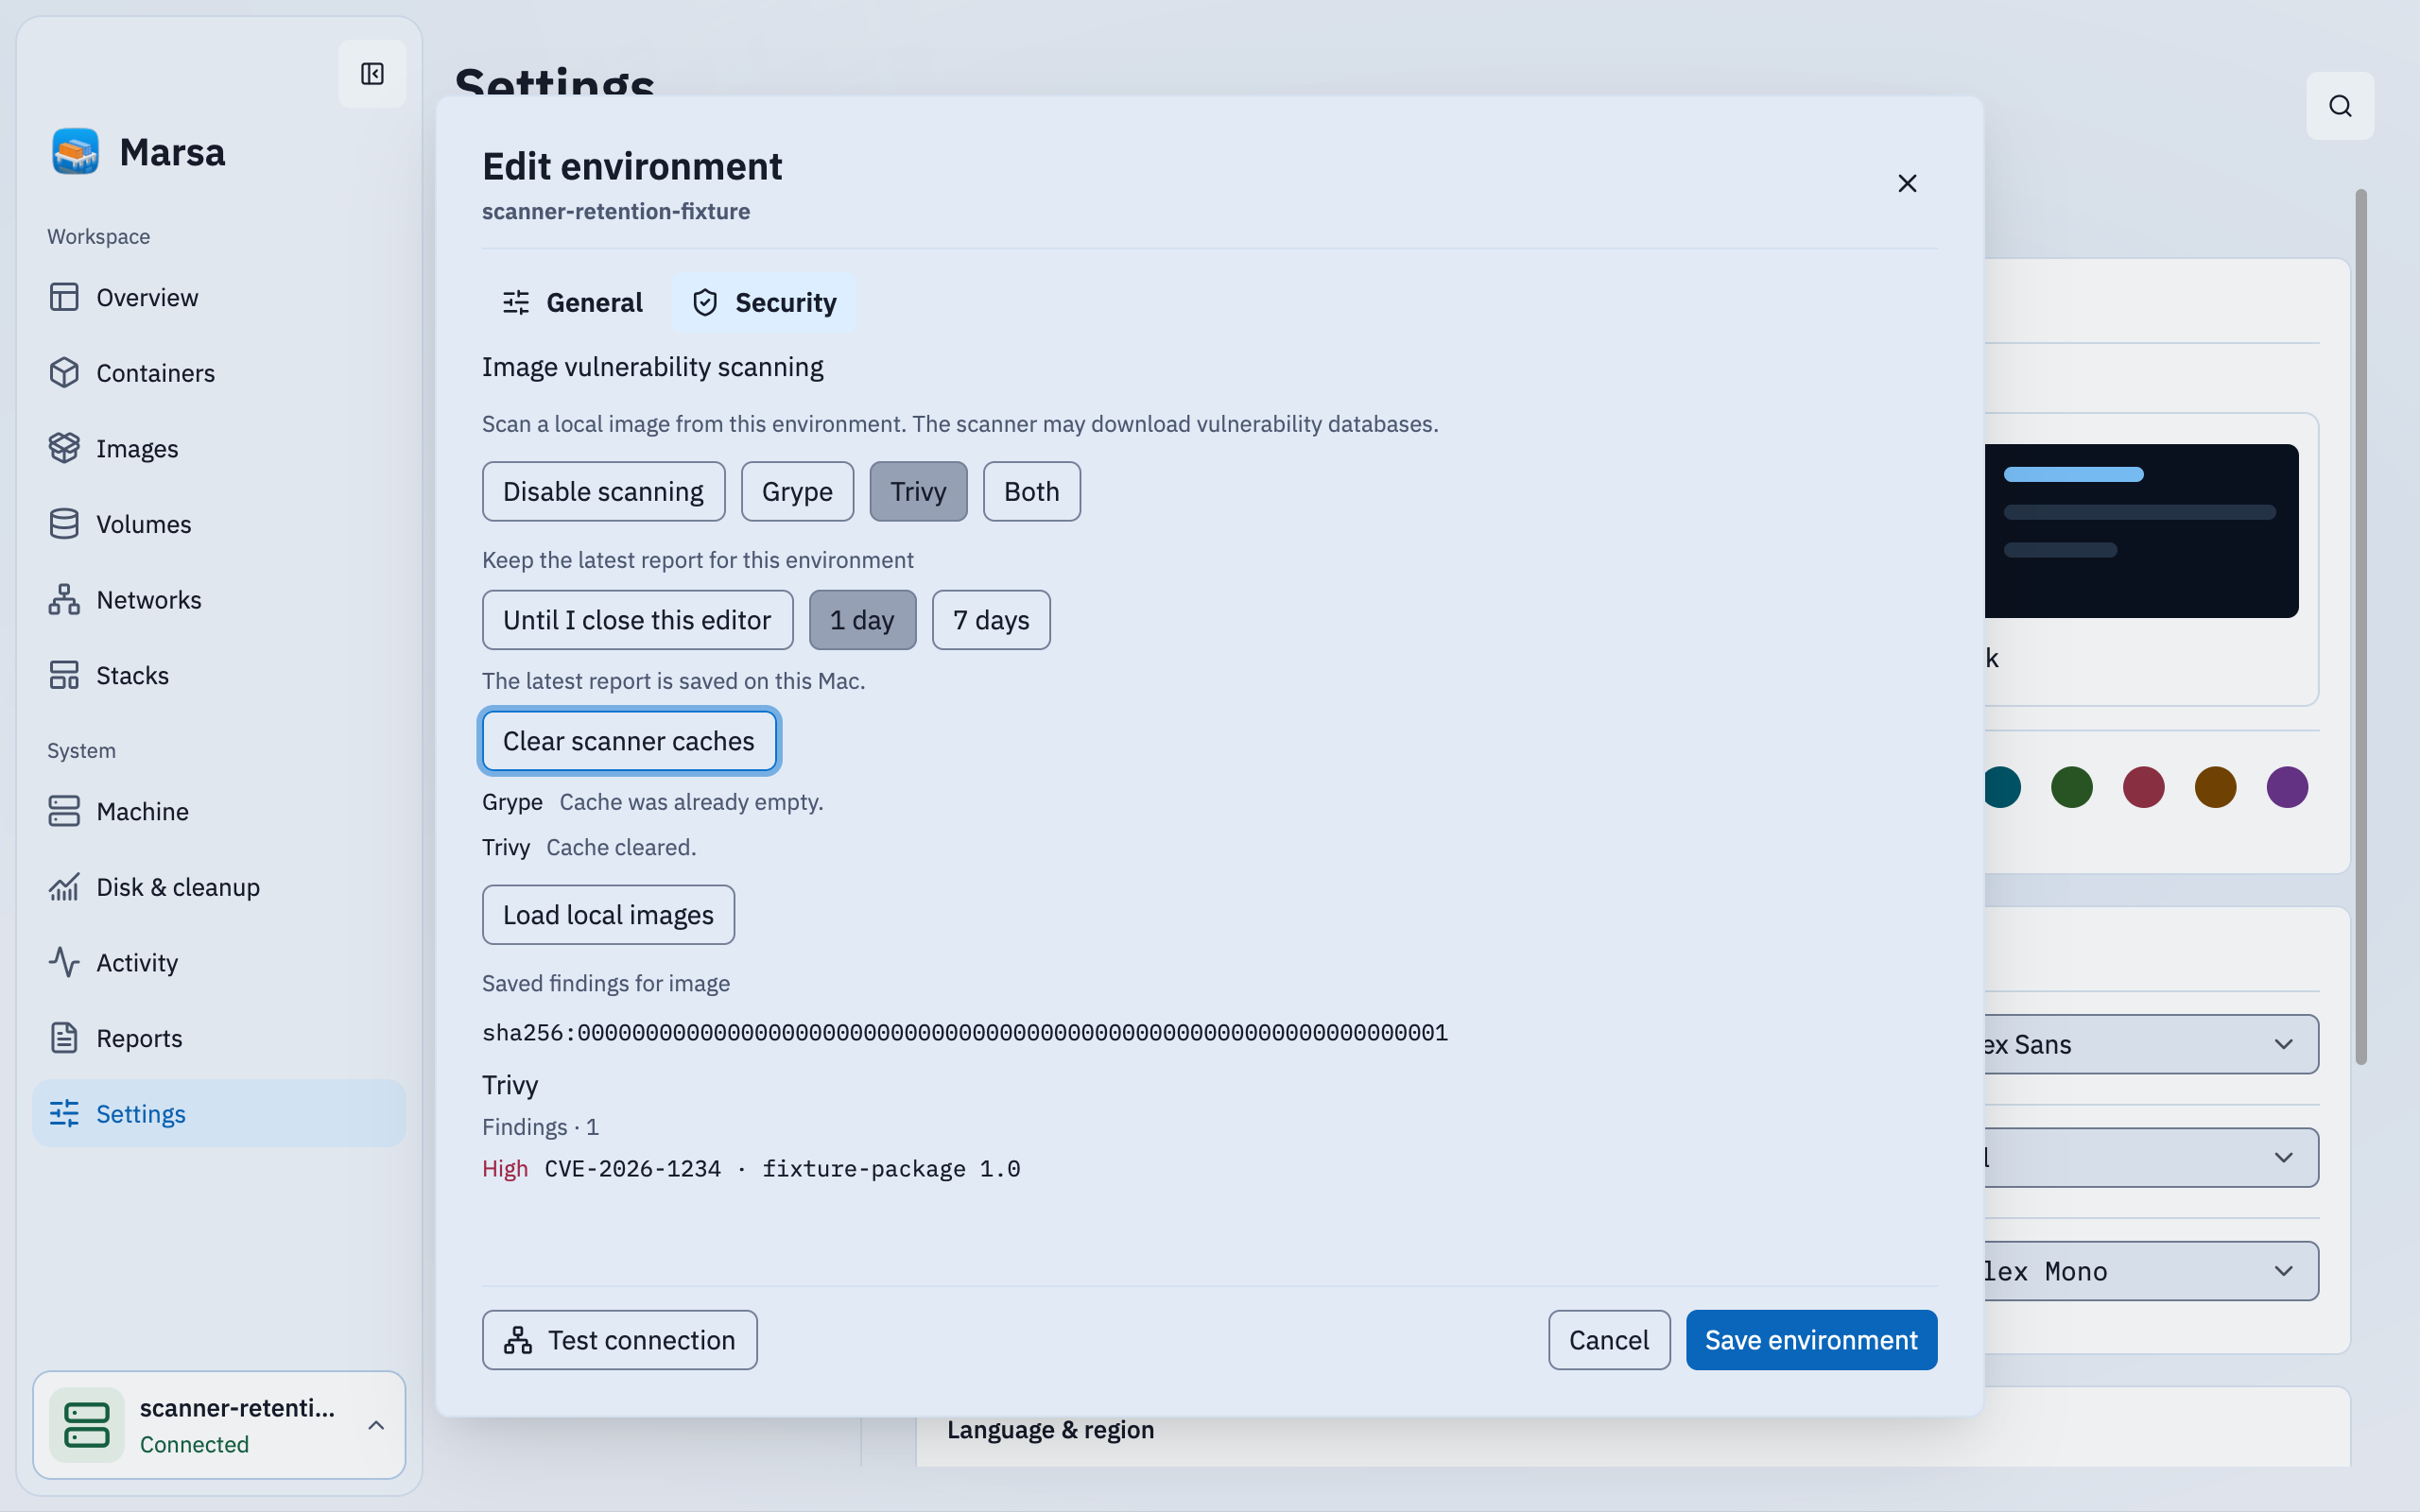 Marsa
Workspace
Overview
Containers
Images
Volumes
Networks
Stacks
System
Machine
Disk & cleanup
Activity
Reports
Settings
scanner-retenti...
Connected
Settings
Edit environment
scanner-retention-fixture
General
Security
Image vulnerability scanning
Scan a local image from this environment. The scanner may download vulnerability databases.
Disable scanning
Grype
Trivy
Both
Keep the latest report for this environment
Until I close this editor
1 day
7 days
The latest report is saved on this Mac.
Clear scanner caches
Grype Cache was already empty.
Trivy Cache cleared.
Load local images
Saved findings for image
sha256:0000000000000000000000000000000000000000000000000000000000000001
Trivy
Findings · 1
High CVE-2026-1234 · fixture-package 1.0
Test connection
Cancel
Save environment
k
ex Sans
l
lex Mono
Language & region